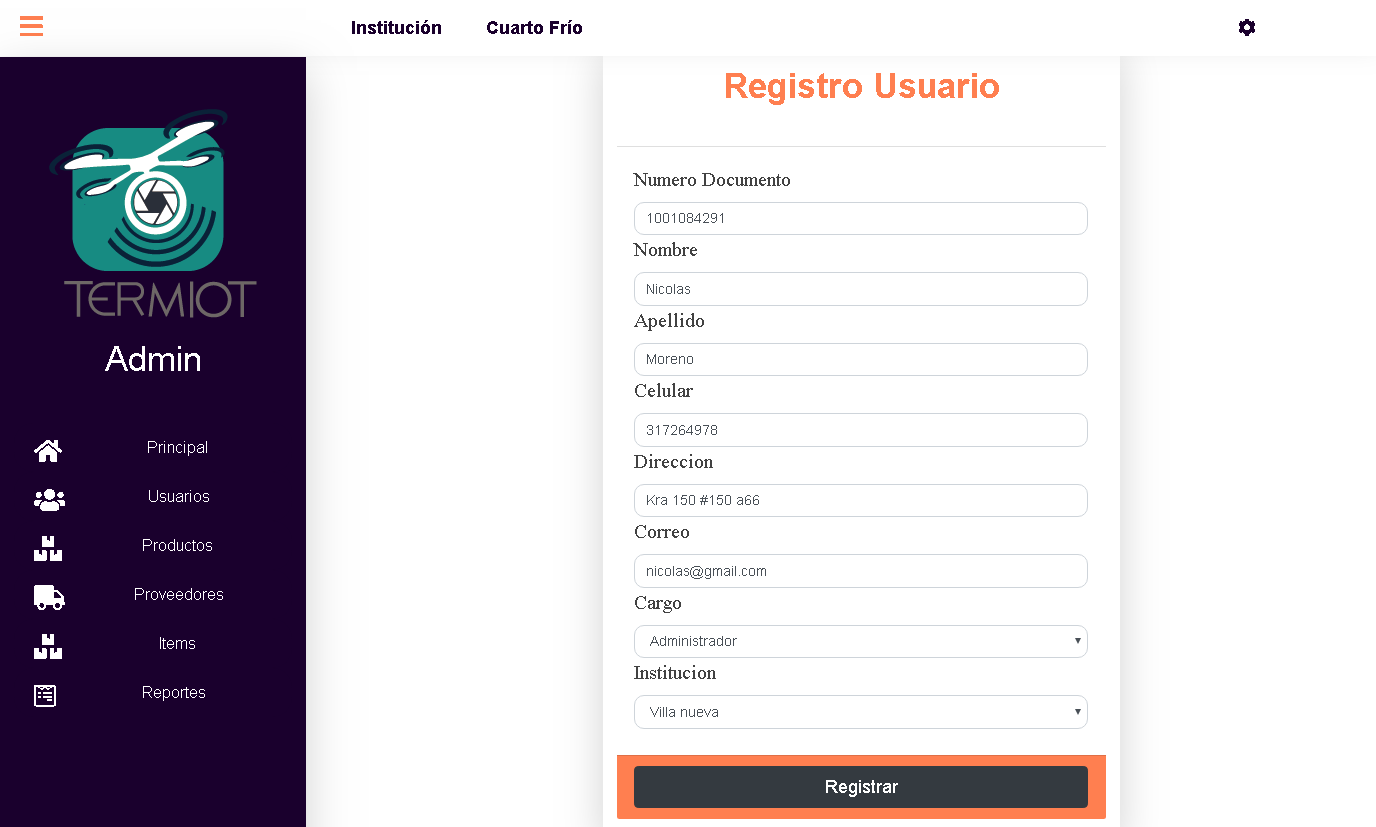 Institución Cuarto Frío
TERMIOT
Admin
Principal
Usuarios
Productos
Proveedores
Items
Reportes
Registro Usuario
Numero Documento
1001084291
Nombre
Nicolas
Apellido
Moreno
Celular
317264978
Direccion
Kra 150 #150 a66
Correo
nicolas@gmail.com
Cargo
Administrador
Institucion
Villa nueva
Registrar